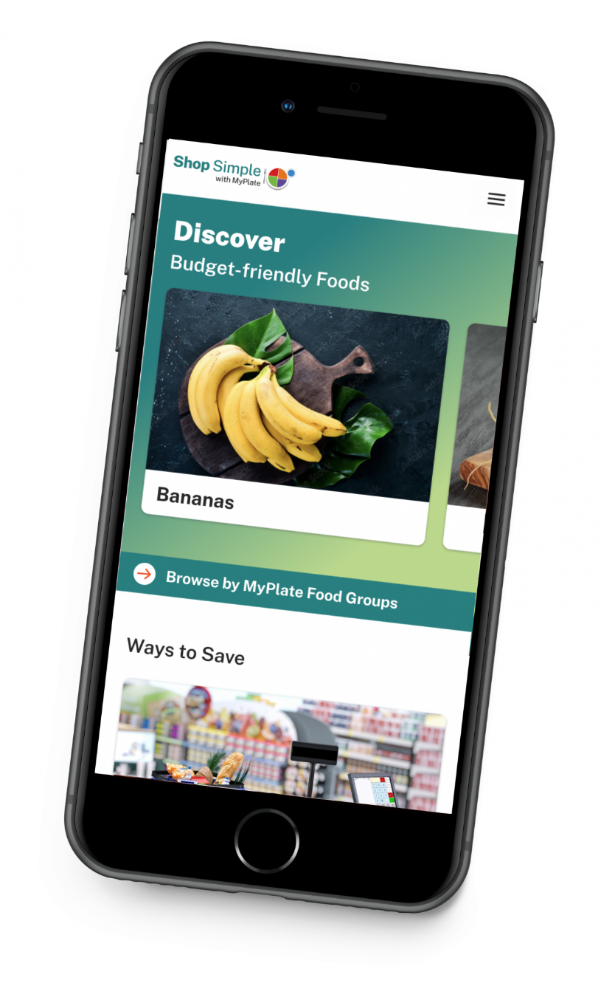 Shop Simple
with MyPlate
Discover
Budget-friendly Foods
Bananas
Browse by MyPlate Food Groups
Ways to Save